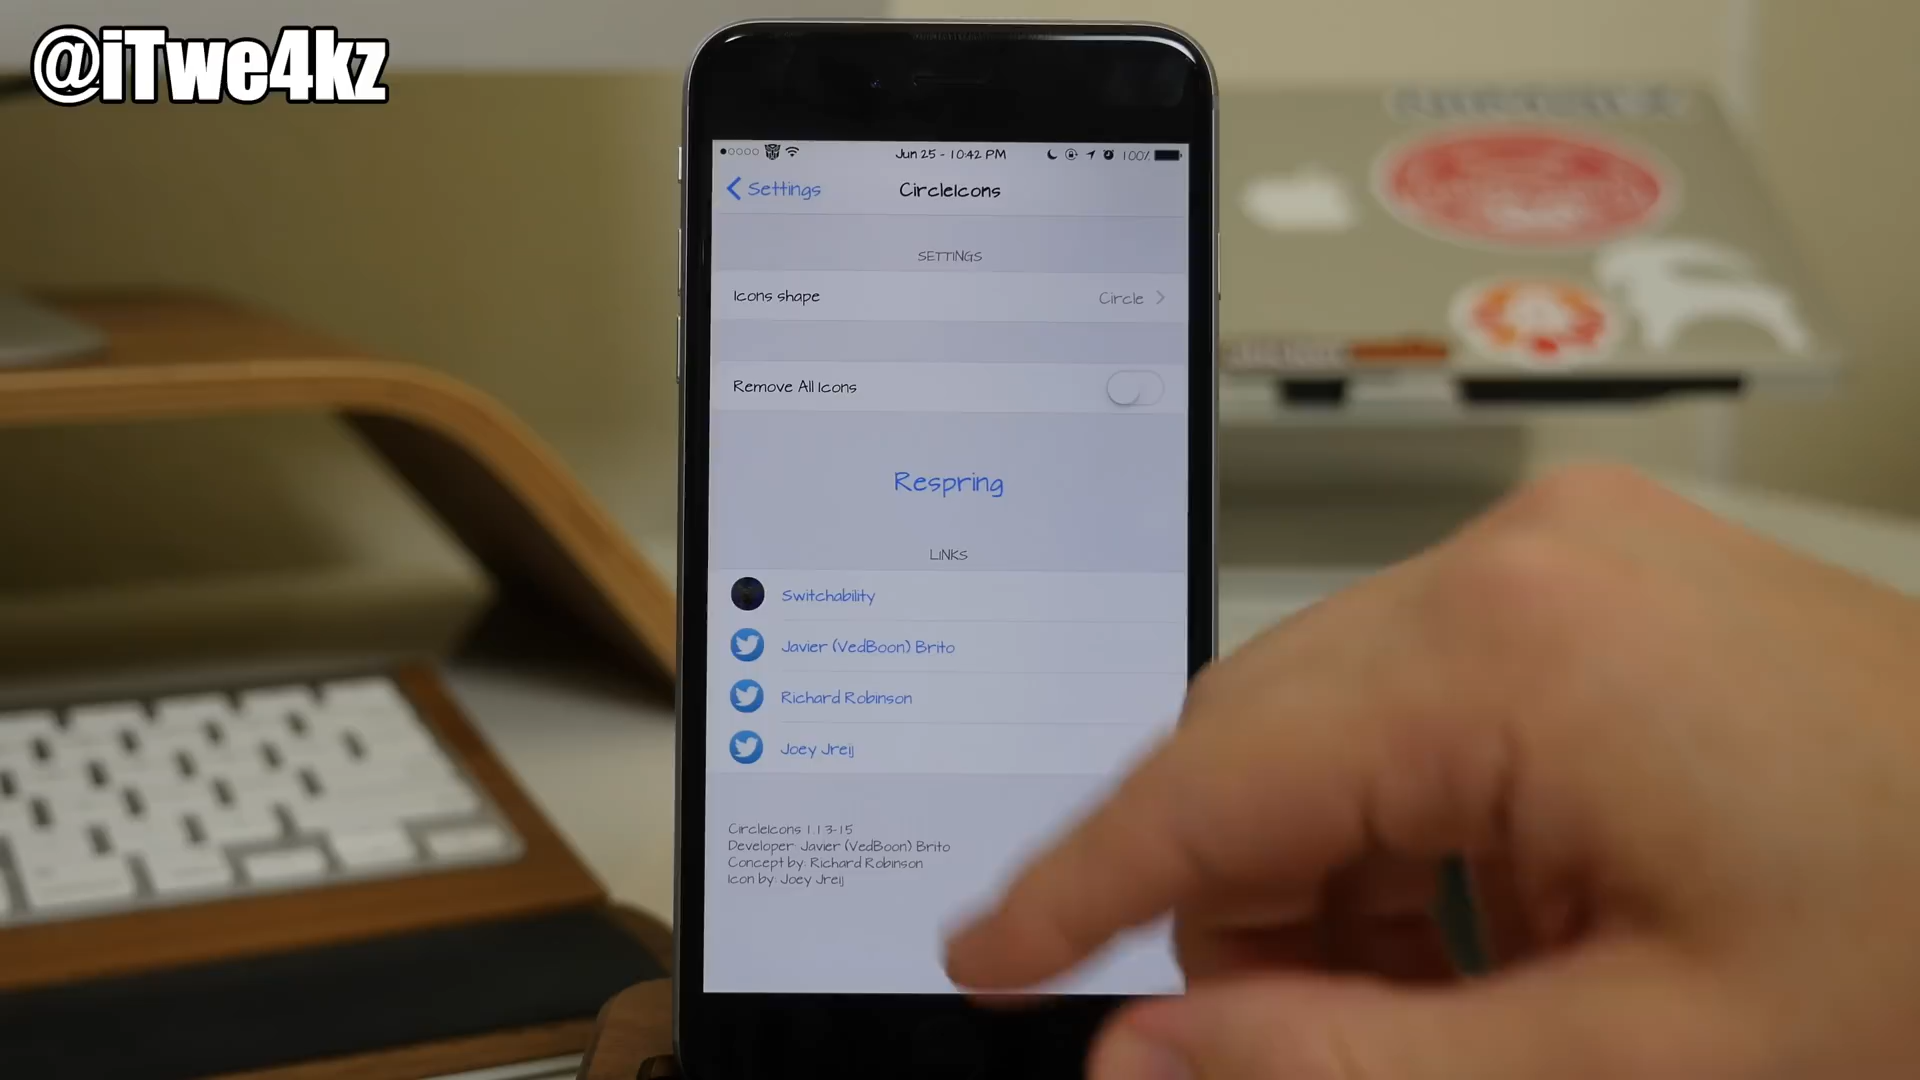 @iTwe4kz
Jun 25 - 10:42 PM
100%
Settings
CircleIcons
SETTINGS
Icons shape
Circle
Remove All Icons
Respring
LINKS
Switchability
Javier (VedBoon) Brito
Richard Robinson
Joey Jreij
CircleIcons 1.1.3-15
Developer: Javier (VedBoon) Brito
Concept by: Richard Robinson
Icon by: Joey Jreij